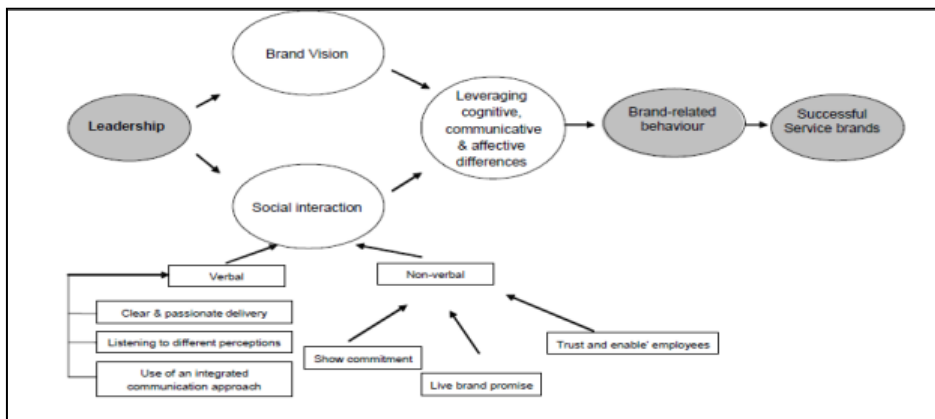 Brand Vision
Leadership
Leveraging
cognitive,
communicative
& affective
differences
Brand-related
behaviour
Successful
Service brands
Social interaction
Verbal
Non-verbal
Clear & passionate delivery
Listening to different perceptions
Use of an integrated
communication approach
Show commitment
Live brand promise
Trust and enable' employees